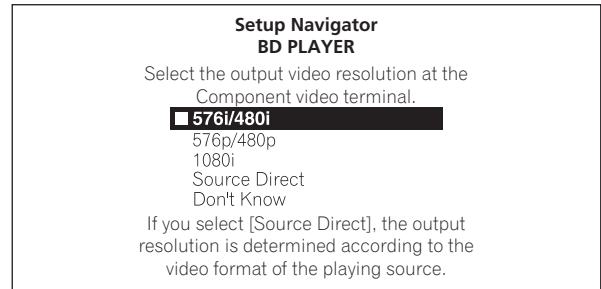 Setup Navigator
BD PLAYER
Select the output video resolution at the
Component video terminal.
576i/480i
576p/480p
1080i
Source Direct
Don't Know
If you select [Source Direct], the output
resolution is determined according to the
video format of the playing source.